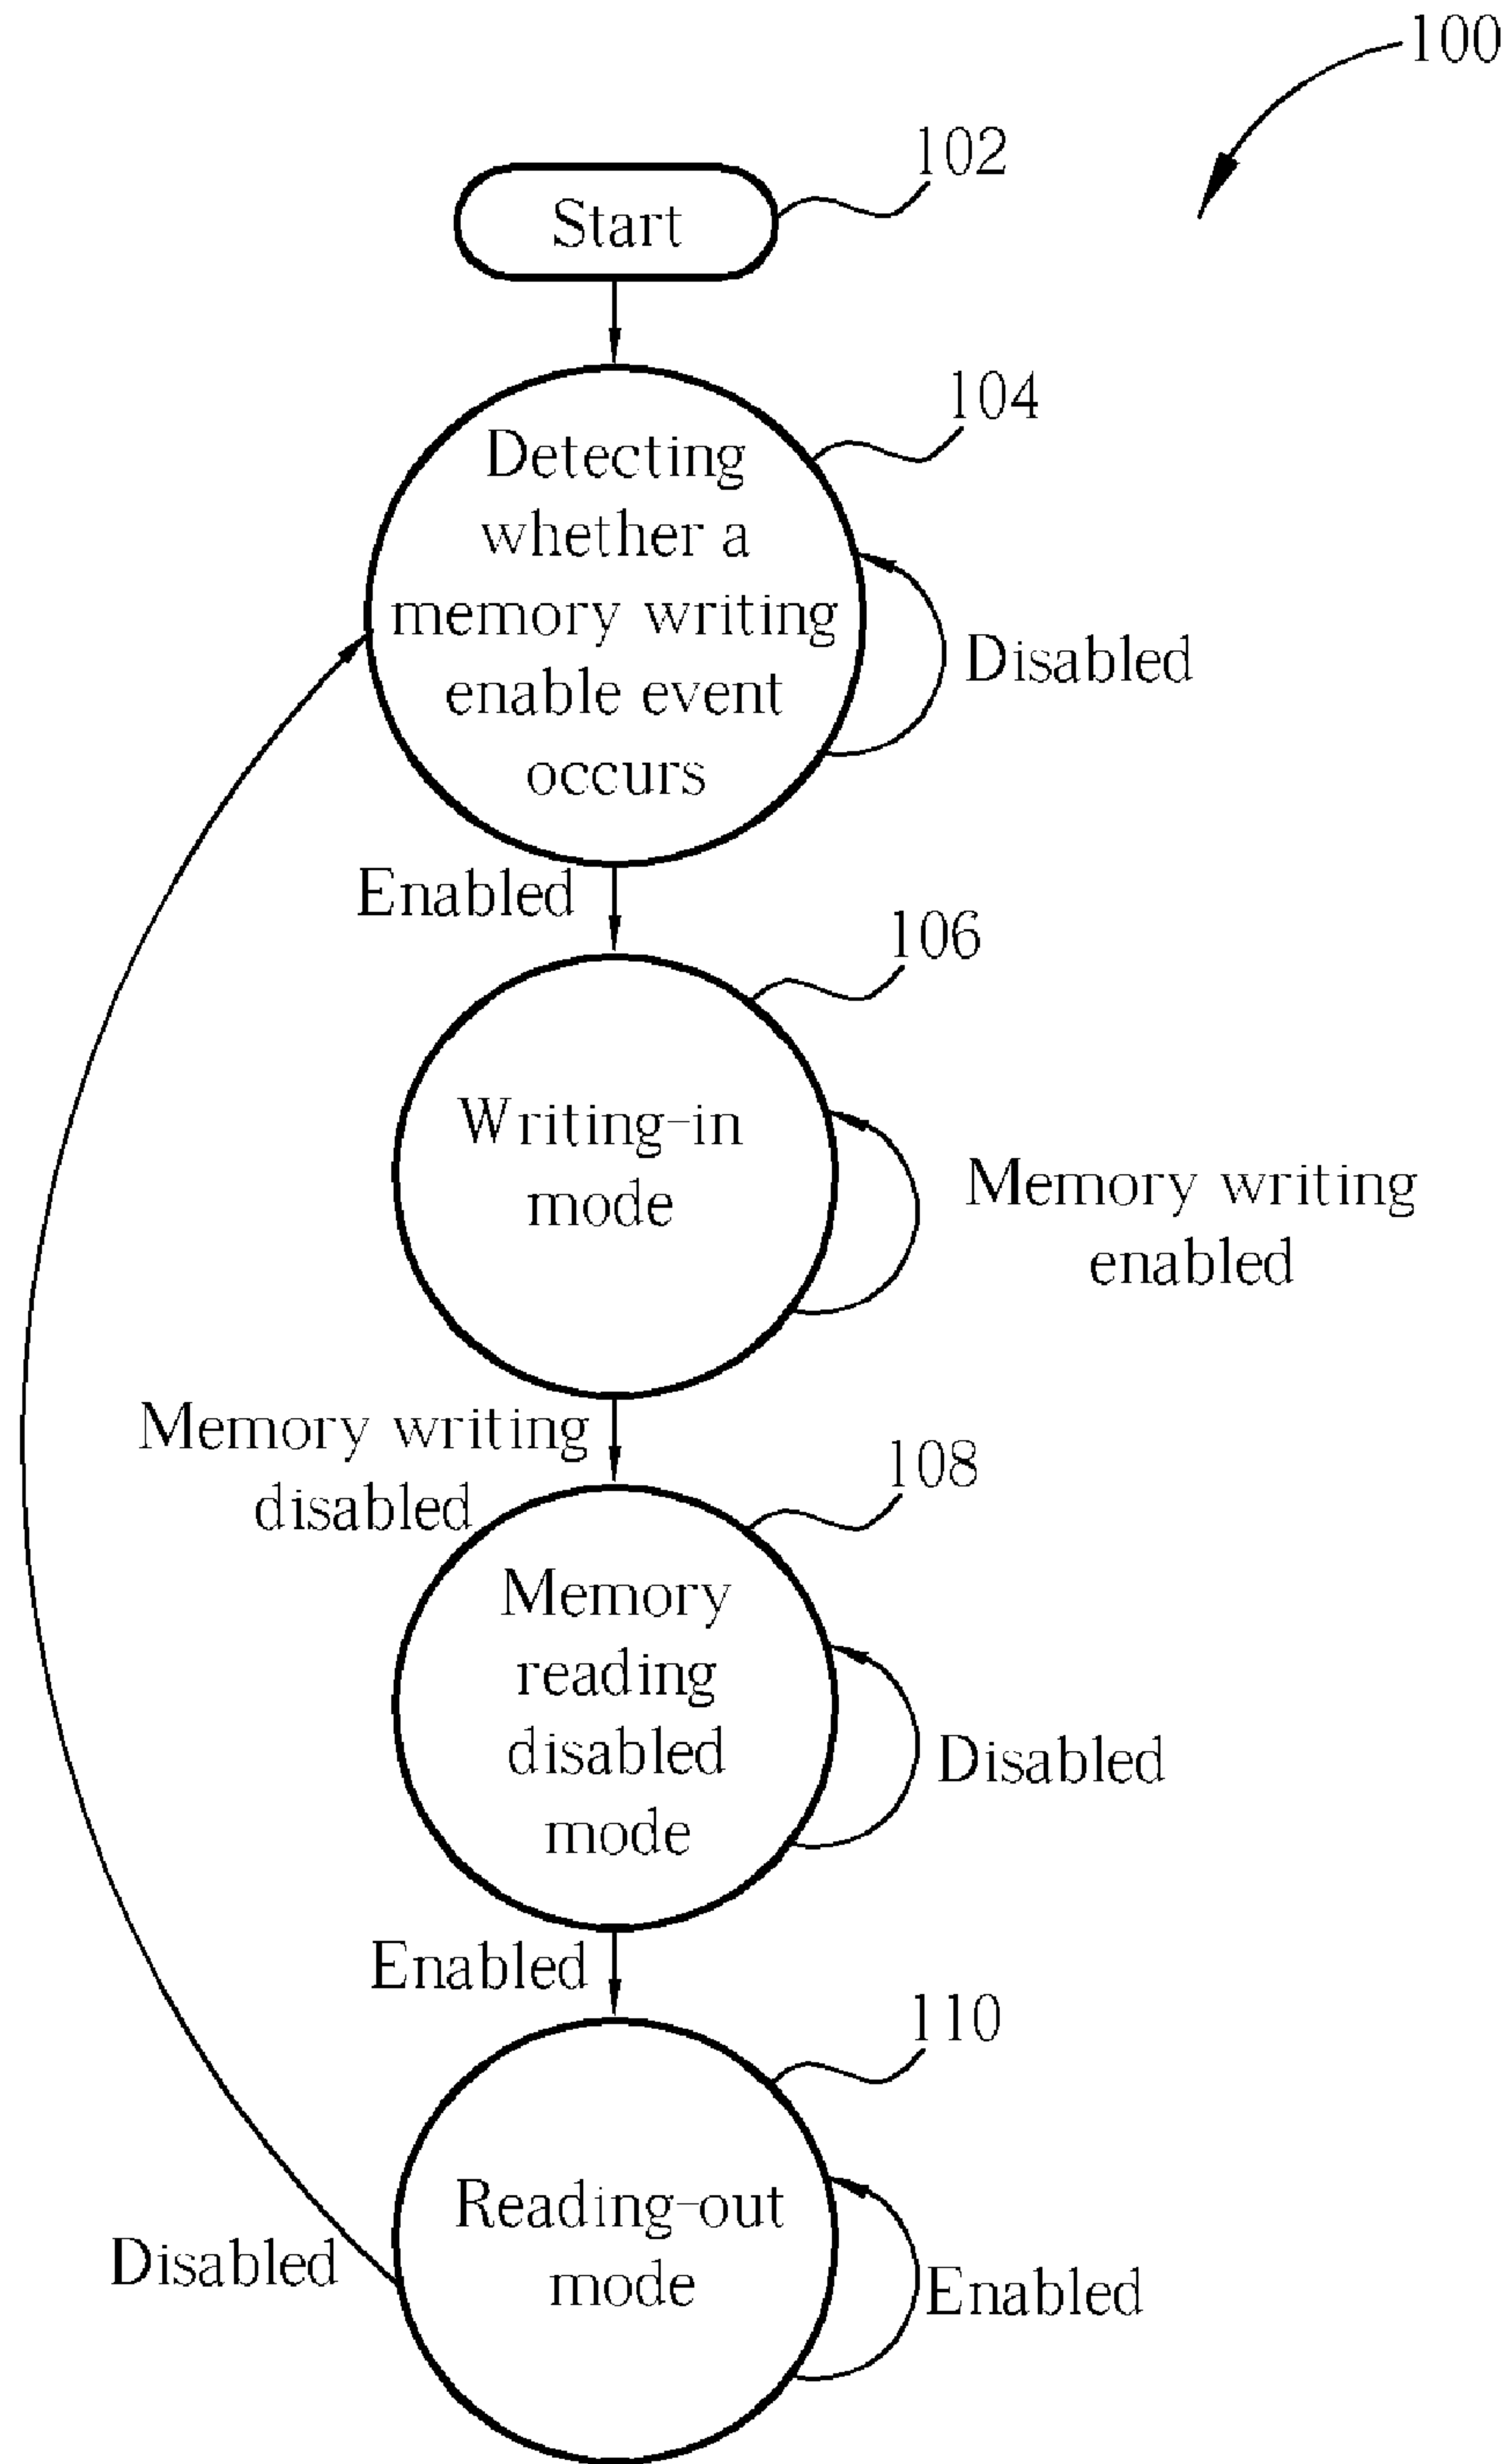 100
102
Start
104
Detecting
whether a
memory writing
enable event
occurs
Disabled
Enabled
106
Writing-in
mode
Memory writing
enabled
Memory writing
disabled
108
Memory
reading
disabled
mode
Disabled
Enabled
110
Reading-out
mode
Disabled
Enabled